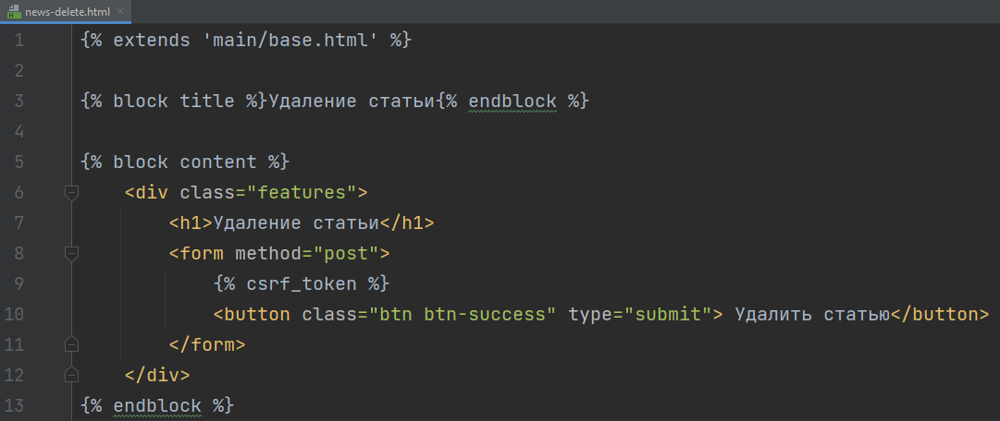 news-delete.html
1 {% extends 'main/base.html' %}
2
3 {% block title %}Удаление статьи{% endblock %}
4
5 {% block content %}
6     <div class="features">
7         <h1>Удаление статьи</h1>
8         <form method="post">
9             {% csrf_token %}
10             <button class="btn btn-success" type="submit"> Удалить статью</button>
11         </form>
12     </div>
13 {% endblock %}